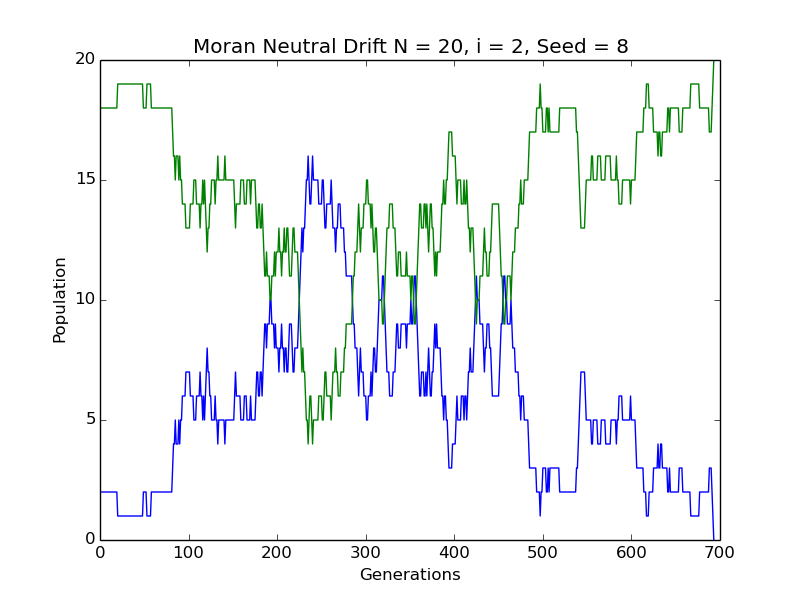 Moran Neutral Drift N = 20, i = 2, Seed = 8
20
15
10
5
0
Population
0 100 200 300 400 500 600 700
Generations